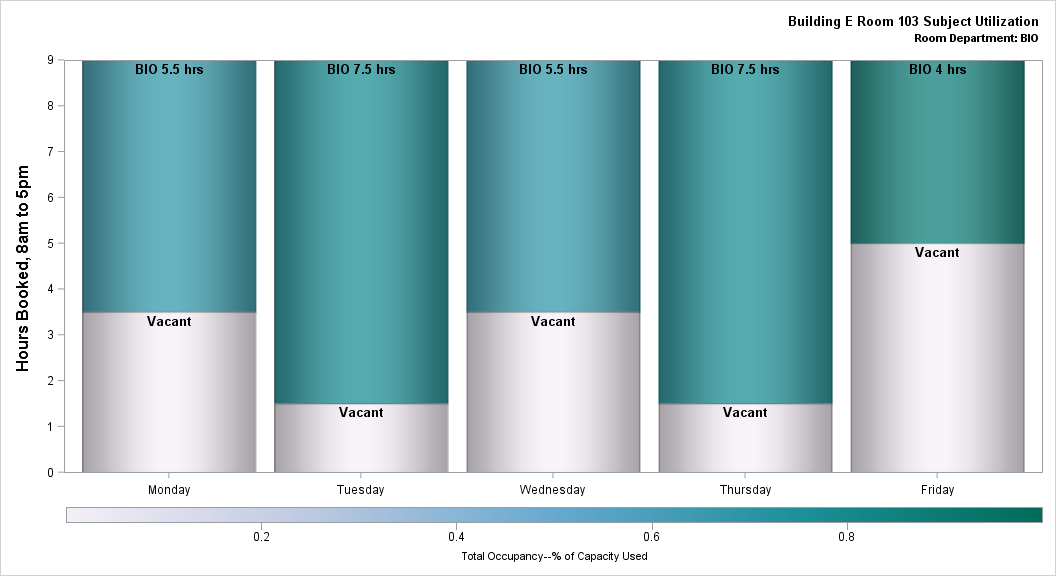 Building E Room 103 Subject Utilization
Room Department: BIO
Hours Booked, 8am to 5pm
9
8
7
6
5
4
3
2
1
0
BIO 5.5 hrs
BIO 7.5 hrs
BIO 5.5 hrs
BIO 7.5 hrs
BIO 4 hrs
Vacant
Vacant
Vacant
Vacant
Vacant
Monday
Tuesday
Wednesday
Thursday
Friday
0.2
0.4
0.6
0.8
Total Occupancy--% of Capacity Used